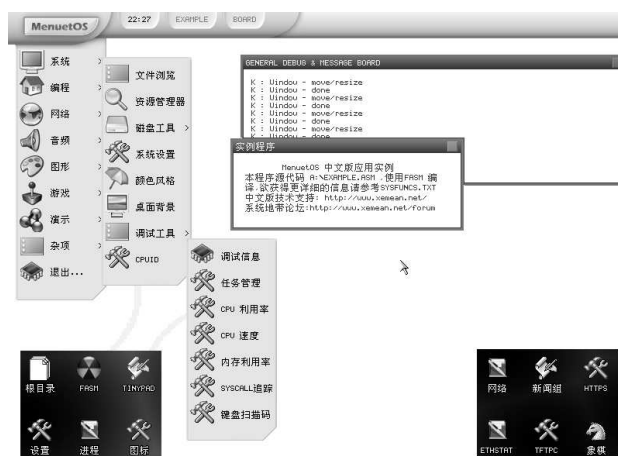 MenuetOS
22:27
EXAMPLE
BOARD
系统
编程
网络
音频
图形
游戏
演示
杂项
退出...
文件浏览
资源管理器
磁盘工具
系统设置
颜色风格
桌面背景
调试工具
CPUID
调试信息
任务管理
CPU 利用率
CPU 速度
内存利用率
SYSCALL追踪
键盘扫描码
GENERAL DEBUG & MESSAGE BOARD
K : Window - move/resize
K : Window - done
K : Window - move/resize
K : Window - done
K : Window - move/resize
K : Window - done
K : Window - move/resize
K : Window - done
实例程序
MenuetOS 中文版应用实例
本程序源代码 A:\EXAMPLE.ASM ,使用FASM 编
译.欲获得更详细的信息请参考SYSFUNCS.TXT
中文版技术支持: http://www.xemean.net/
系统地带论坛:http://www.xemean.net/forum
根目录
FASM
TINYPAD
设置
进程
图标
网络
新闻组
HTTPS
ETHSTAT
TFTPC
象棋